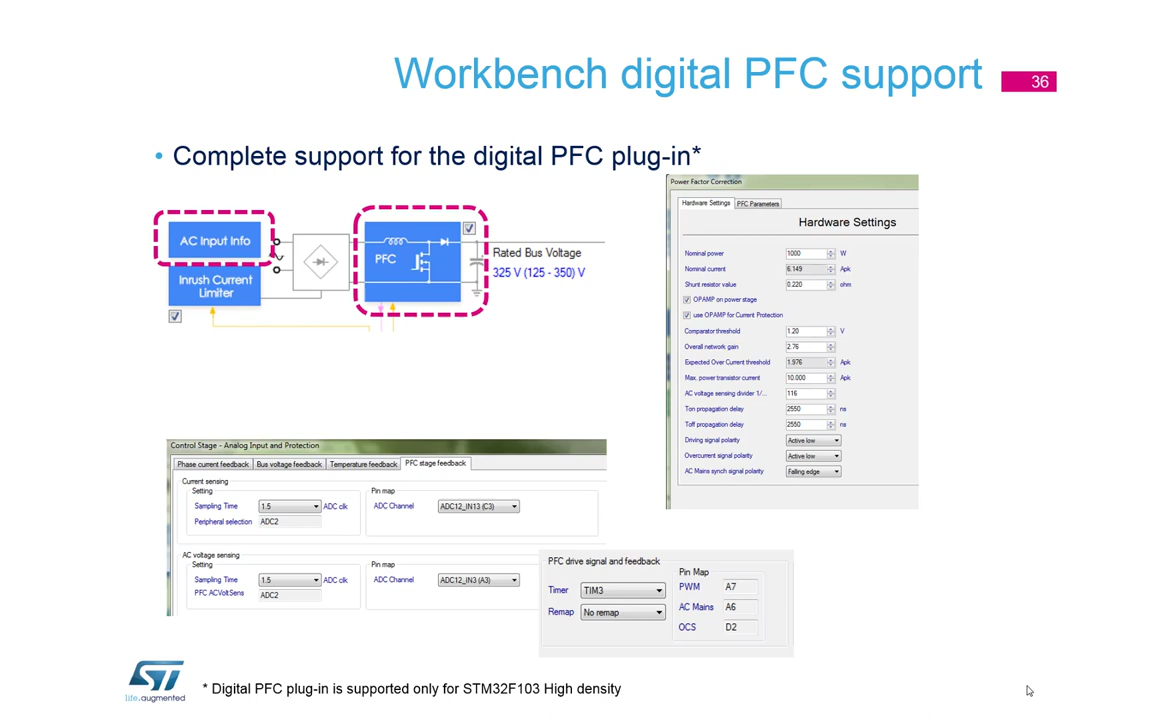 Workbench digital PFC support
36
• Complete support for the digital PFC plug-in*
AC Input Info
Inrush Current
Limiter
PFC
Rated Bus Voltage
325 V (125 - 350) V
Power Factor Correction
Hardware Settings PFC Parameters
Hardware Settings
Nominal power 1000 W
Nominal current 6.149 Apk
Shunt resistor value 0.220 ohm
OPAMP on power stage
use OPAMP for Current Protection
Comparator threshold 1.20 V
Overall network gain 2.76
Expected Over Current threshold 1.976 Apk
Max. power transistor current 10.000 Apk
AC voltage sensing divider 1/... 116
Ton propagation delay 2550 ns
Toff propagation delay 2550 ns
Driving signal polarity Active low
Overcurrent signal polarity Active low
AC Mains synch signal polarity Falling edge
Control Stage - Analog Input and Protection
Phase current feedback Bus voltage feedback Temperature feedback PFC stage feedback
Current sensing
Setting Pin map
Sampling Time 1.5 ADC clk ADC Channel ADC12_IN13 (C3)
Peripheral selection ADC2
AC voltage sensing
Setting Pin map
Sampling Time 1.5 ADC clk ADC Channel ADC12_IN3 (A3)
PFC ACVoltSens ADC2
PFC drive signal and feedback
Pin Map
Timer TIM3 PWM A7
Remap No remap AC Mains A6
OCS D2
ST
life.augmented
* Digital PFC plug-in is supported only for STM32F103 High density